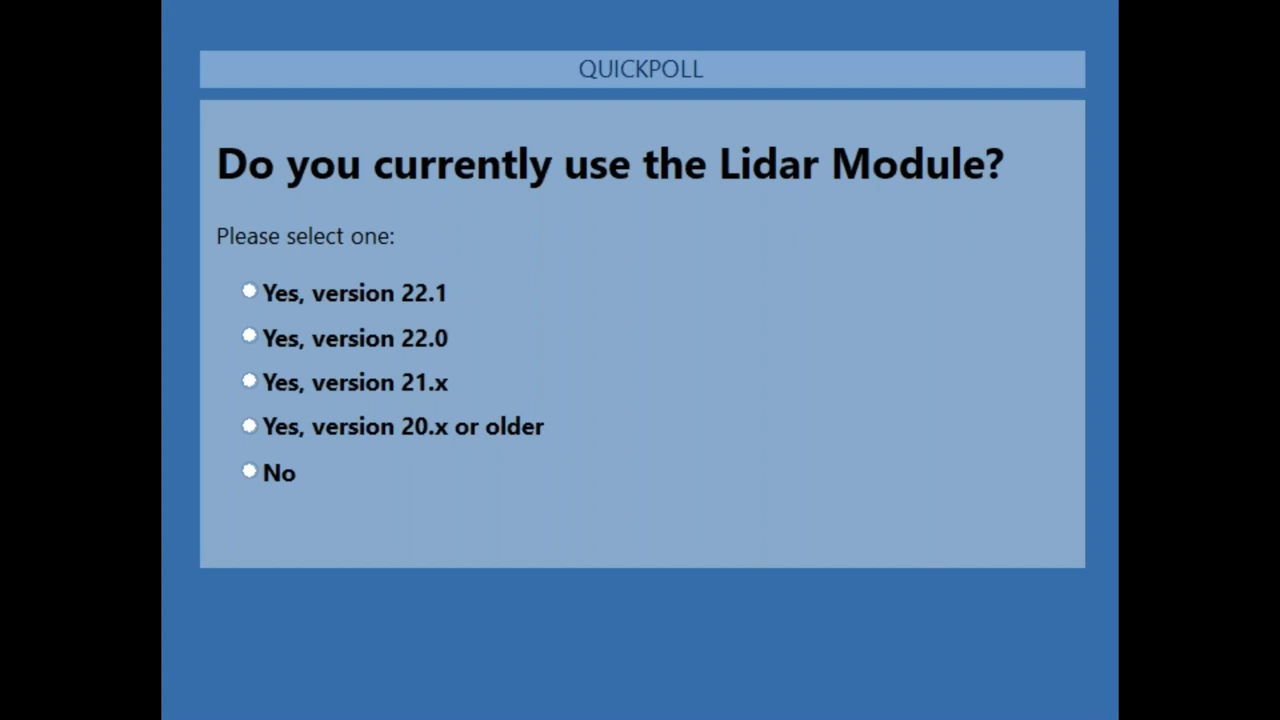 QUICKPOLL
Do you currently use the Lidar Module?
Please select one:
Yes, version 22.1
Yes, version 22.0
Yes, version 21.x
Yes, version 20.x or older
No